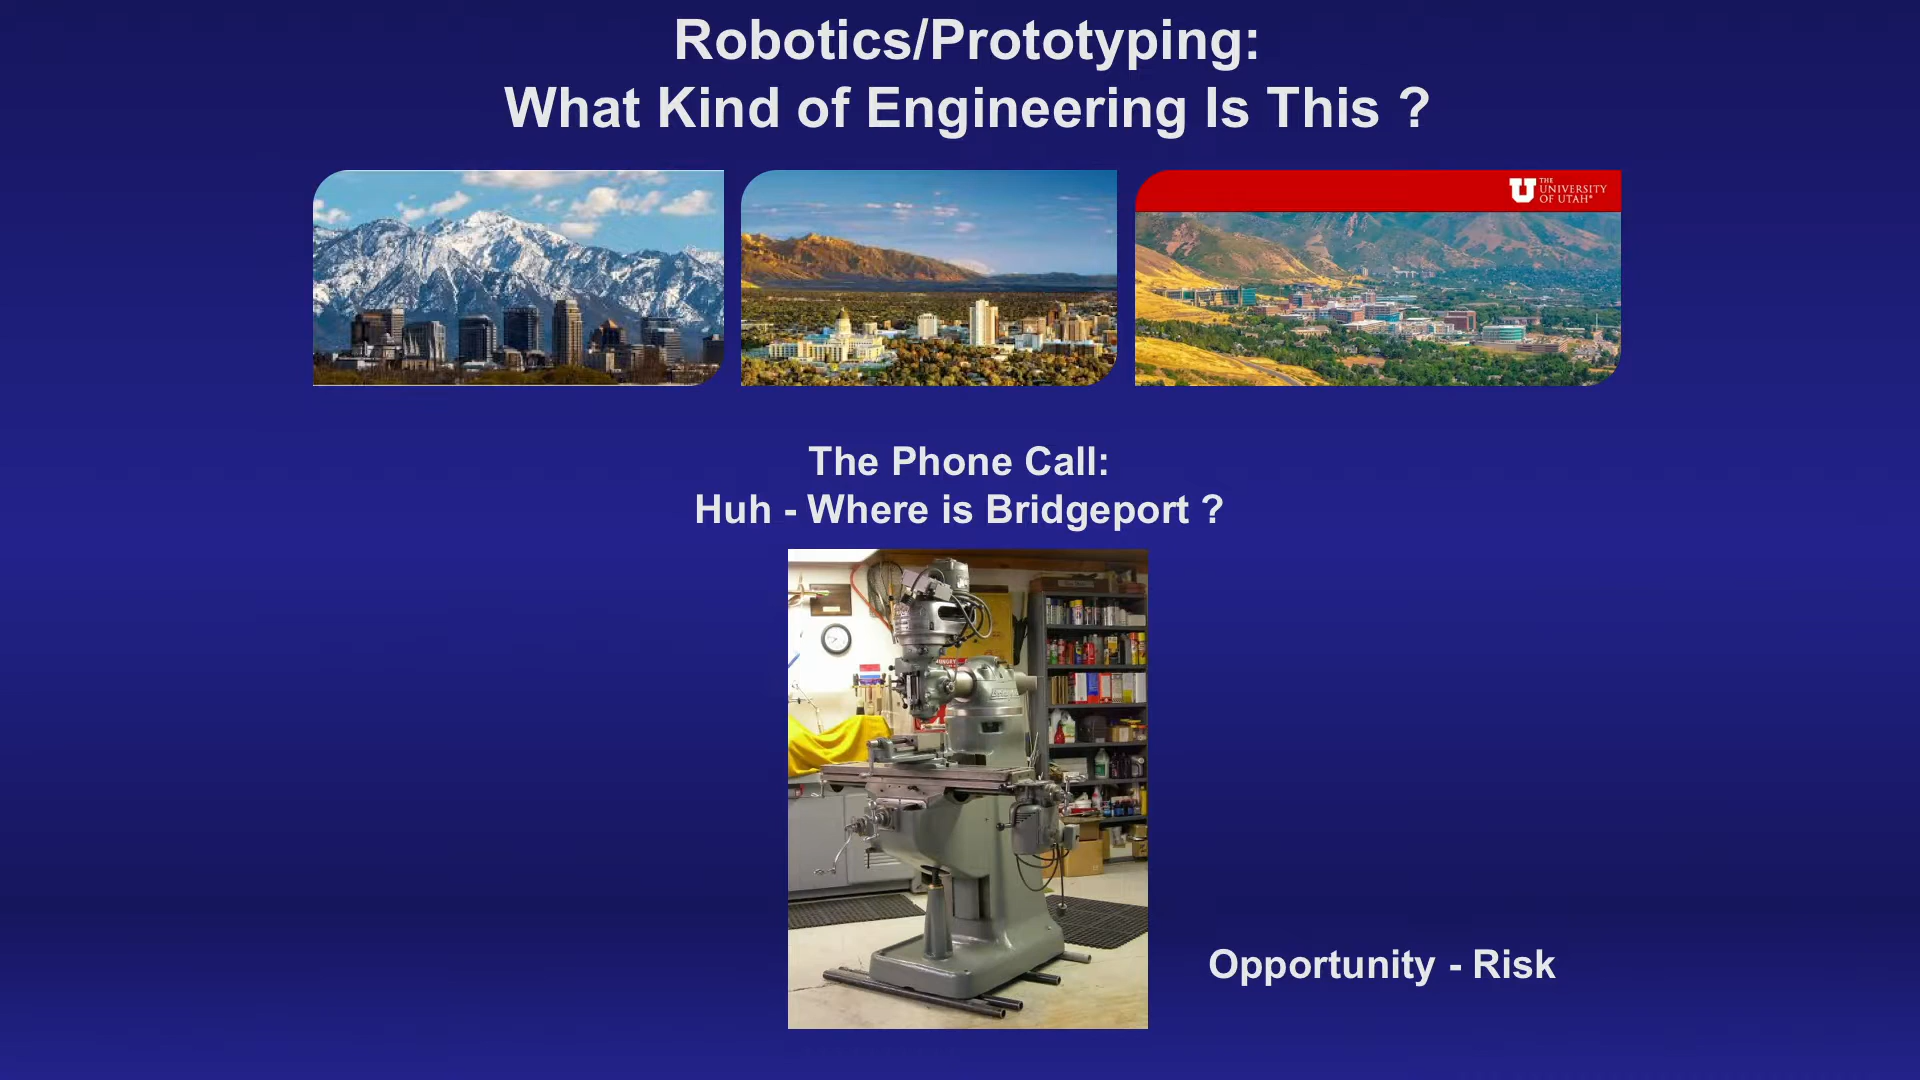 Robotics/Prototyping:
What Kind of Engineering Is This ?
THE
UNIVERSITY
OF UTAH®
The Phone Call:
Huh - Where is Bridgeport ?
Opportunity - Risk